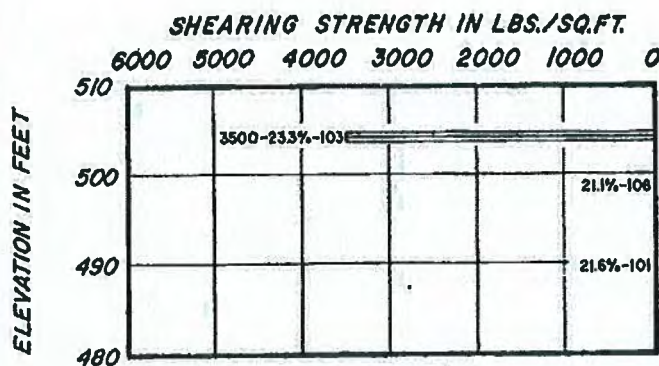 SHEARING STRENGTH IN LBS./SQ.FT.
6000 5000 4000 3000 2000 1000 0
ELEVATION IN FEET
510
3500-23.3%-103
500
21.1%-106
490
21.6%-101
480